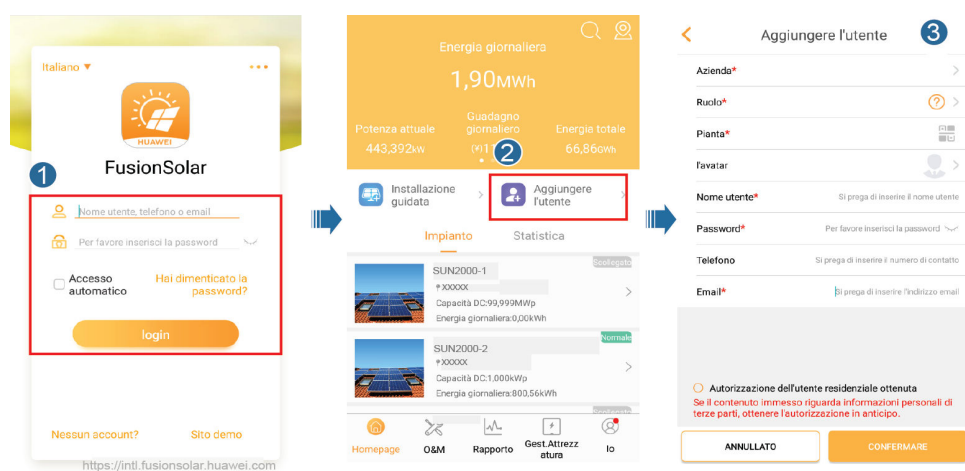 1
Italiano ▼
...
HUAWEI
FusionSolar
Nome utente, telefono o email
Per favore inserisci la password
Accesso
automatico
Hai dimenticato la
password?
login
Nessun account?
Sito demo
https://intl.fusionsolar.huawei.com
2
Energia giornaliera
1,90MWh
Potenza attuale
Guadagno
giornaliero
Energia totale
443,392kW
(¥)1
66,86GWh
Installazione
guidata
Aggiungere
l'utente
Impianto
Statistica
Scollegato
SUN2000-1
XXXXX
Capacità DC:99,999MWp
Energia giornaliera:0,00kWh
Normale
SUN2000-2
XXXXX
Capacità DC:1,000kWp
Energia giornaliera:800,56kWh
Scollegato
Homepage
O&M
Rapporto
Gest.Attrezz
atura
Io
3
Aggiungere l'utente
Azienda*
Ruolo*
Pianta*
l'avatar
Nome utente*
Si prega di inserire il nome utente
Password*
Per favore inserisci la password
Telefono
Si prega di inserire il numero di contatto
Email*
Si prega di inserire l'indirizzo email
Autorizzazione dell'utente residenziale ottenuta
Se il contenuto immesso riguarda informazioni personali di
terze parti, ottenere l'autorizzazione in anticipo.
ANNULLATO
CONFERMARE